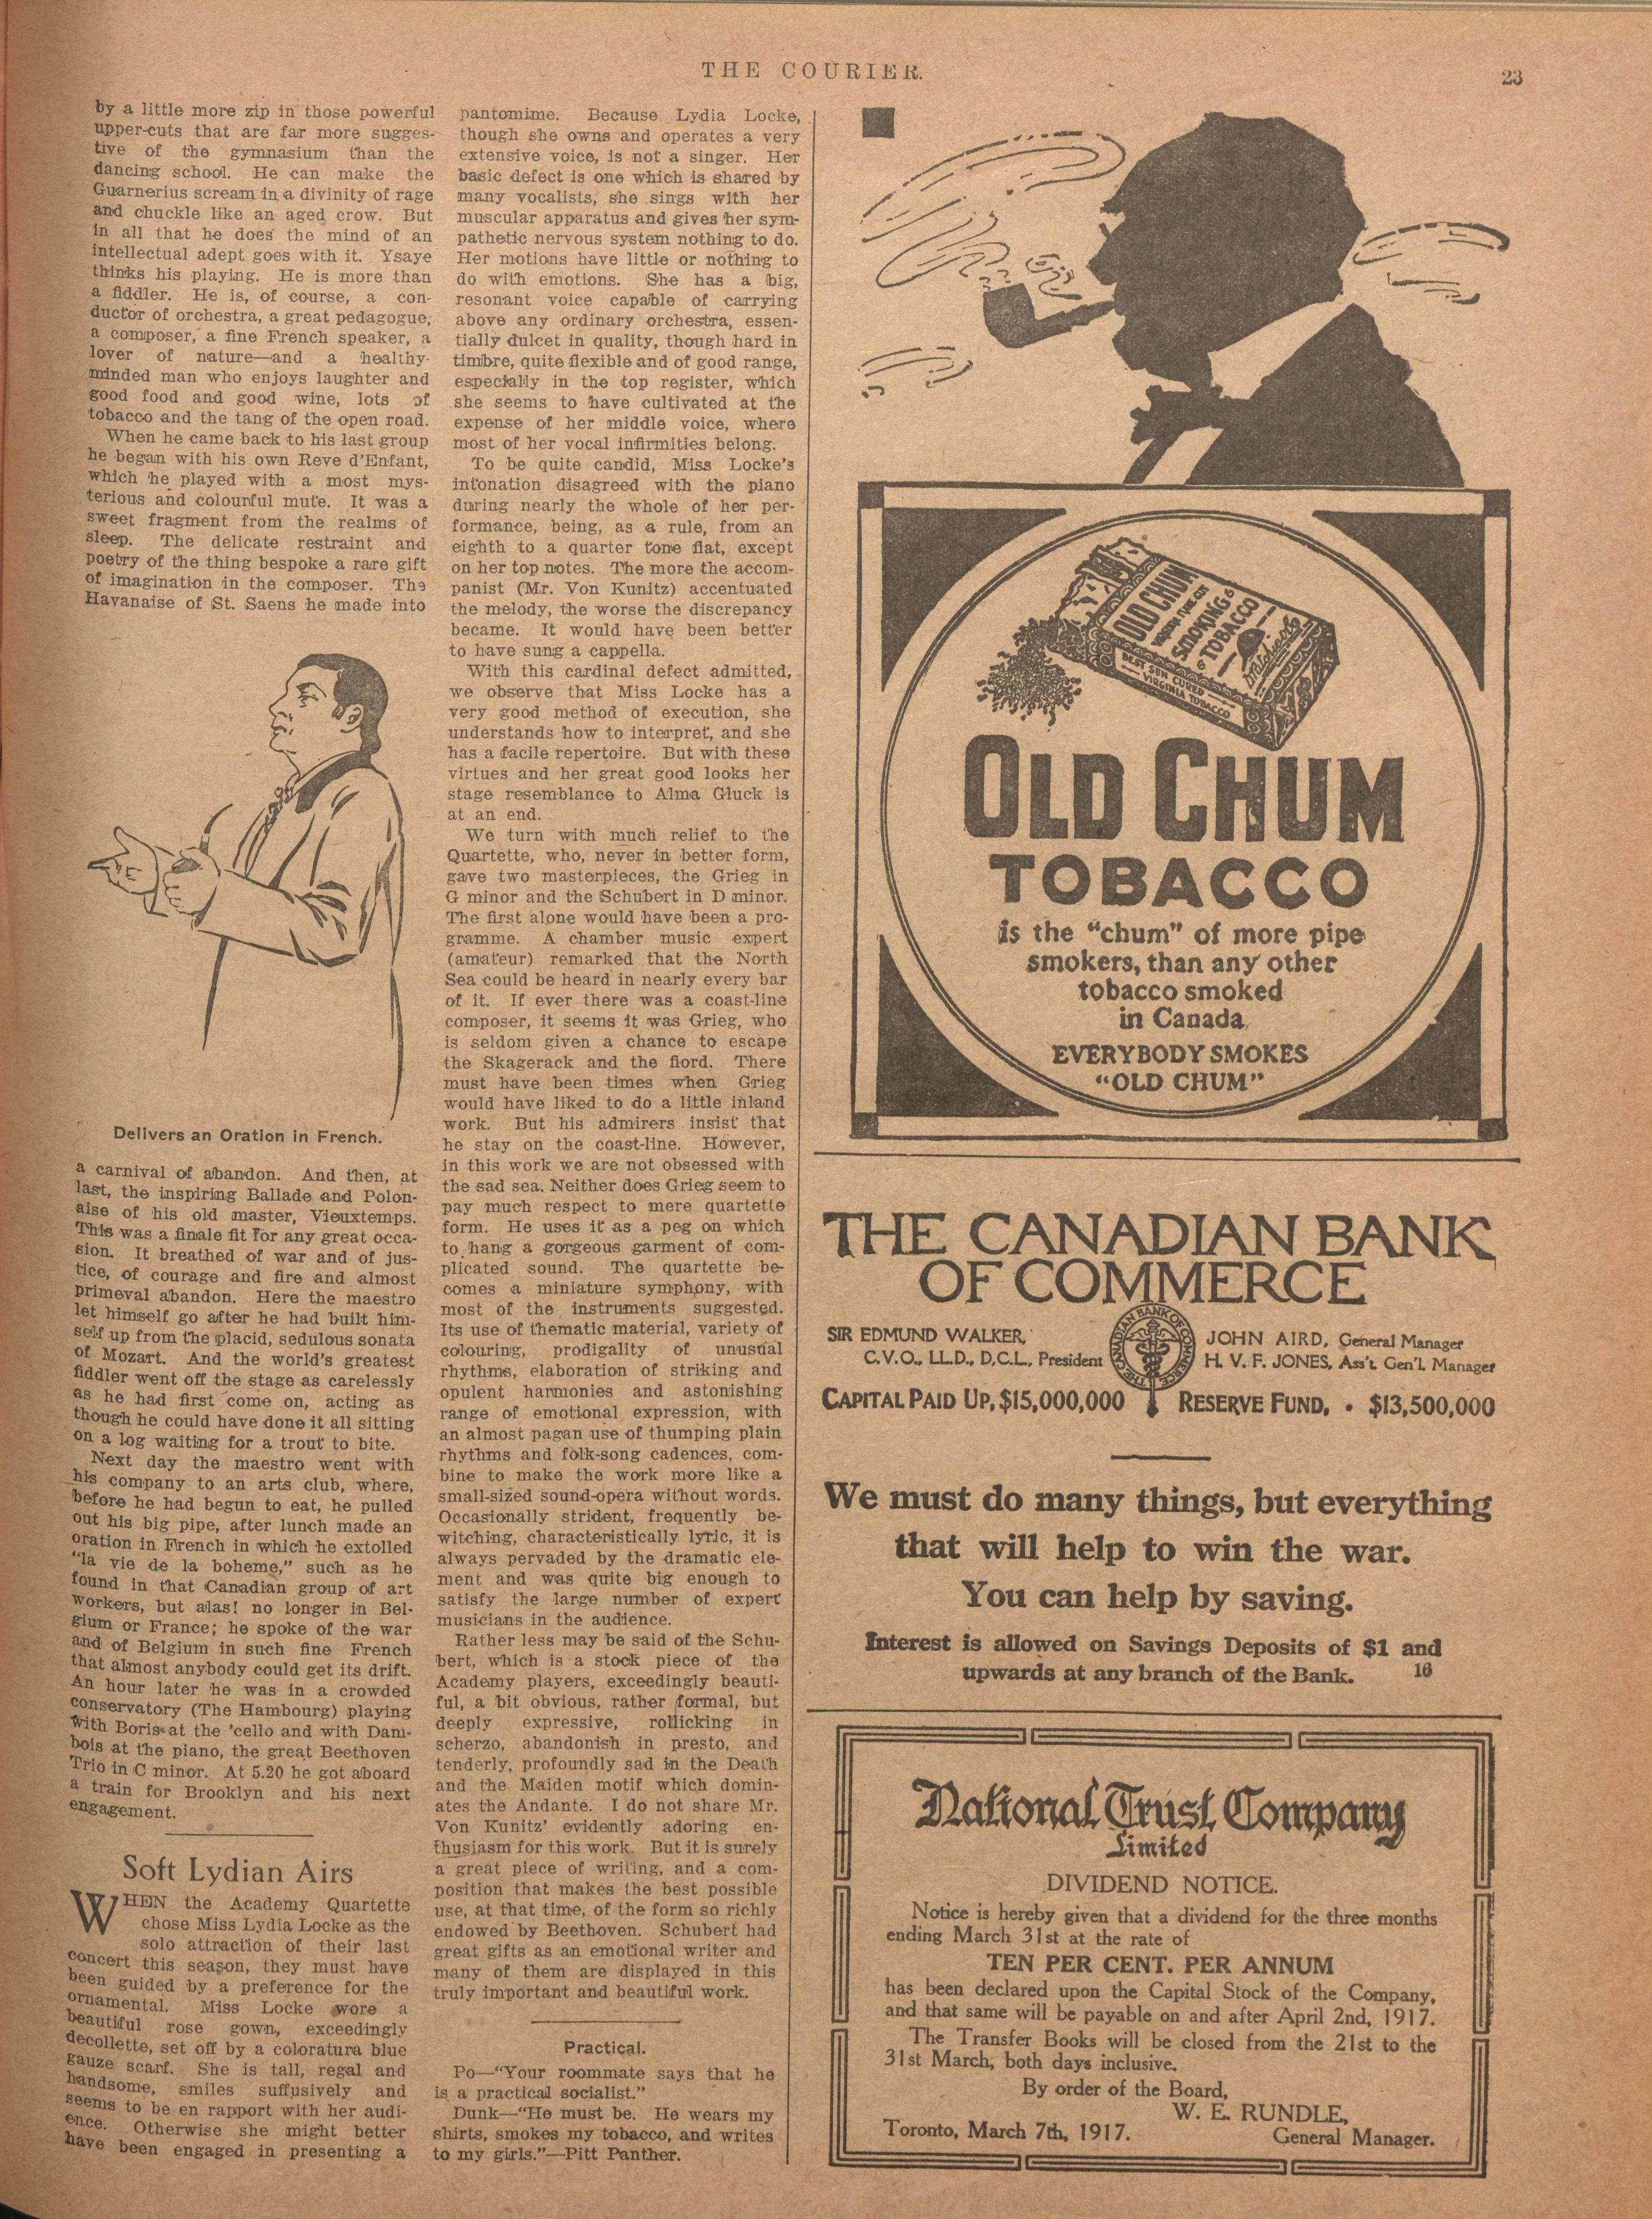 THE COURIER.
23
by a little more zip in those powerful
upper-cuts that are far more sugges-
tive of the gymnasium than the
dancing school. He can make the
Guarnerius scream in a divinity of rage
and chuckle like an aged crow. But
in all that he does the mind of an
intellectual adept goes with it. Ysaye
thinks his playing. He is more than
a fiddler. He is, of course, a con-
ductor of orchestra, a great pedagogue,
a composer, a fine French speaker, a
lover of nature—and a healthy-
minded man who enjoys laughter and
good food and good wine, lots of
tobacco and the tang of the open road.
When he came back to his last group
he began with his own Reve d'Enfant,
which he played with a most mys-
terious and colourful mute. It was a
sweet fragment from the realms of
sleep. The delicate restraint and
poetry of the thing bespoke a rare gift
of imagination in the composer. The
Havanaise of St. Saens he made into
Delivers an Oration in French.
a carnival of abandon. And then, at
last, the inspiring Ballade and Polon-
aise of his old master, Vieuxtemps.
This was a finale fit for any great occa-
sion. It breathed of war and of jus-
tice, of courage and fire and almost
primeval abandon. Here the maestro
let himself go after he had built him-
self up from the placid, sedulous sonata
of Mozart. And the world's greatest
fiddler went off the stage as carelessly
as he had first come on, acting as
though he could have done it all sitting
on a log waiting for a trout to bite.
Next day the maestro went with
his company to an arts club, where,
before he had begun to eat, he pulled
out his big pipe, after lunch made an
oration in French in which he extolled
"la vie de la boheme," such as he
found in that Canadian group of art
workers, but alas! no longer in Bel-
gium or France; he spoke of the war
and of Belgium in such fine French
that almost anybody could get its drift.
An hour later he was in a crowded
conservatory (The Hambourg) playing
with Boris at the 'cello and with Dam-
bois at the piano, the great Beethoven
Trio in C minor. At 5.20 he got aboard
a train for Brooklyn and his next
engagement.
Soft Lydian Airs
WHEN the Academy Quartette
chose Miss Lydia Locke as the
solo attraction of their last
concert this season, they must have
been guided by a preference for the
ornamental. Miss Locke wore a
beautiful rose gown, exceedingly
decollette, set off by a coloratura blue
gauze scarf. She is tall, regal and
handsome, smiles suffusively and
seems to be en rapport with her audi-
ence. Otherwise she might better
have been engaged in presenting a
pantomime. Because Lydia Locke,
though she owns and operates a very
extensive voice, is not a singer. Her
basic defect is one which is shared by
many vocalists, she sings with her
muscular apparatus and gives her sym-
pathetic nervous system nothing to do.
Her motions have little or nothing to
do with emotions. She has a big,
resonant voice capable of carrying
above any ordinary orchestra, essen-
tially dulcet in quality, though hard in
timbre, quite flexible and of good range,
especially in the top register, which
she seems to have cultivated at the
expense of her middle voice, where
most of her vocal infirmities belong.
To be quite candid, Miss Locke's
intonation disagreed with the piano
during nearly the whole of her per-
formance, being, as a rule, from an
eighth to a quarter tone flat, except
on her top notes. The more the accom-
panist (Mr. Von Kunitz) accentuated
the melody, the worse the discrepancy
became. It would have been better
to have sung a cappella.
With this cardinal defect admitted,
we observe that Miss Locke has a
very good method of execution, she
understands how to interpret, and she
has a facile repertoire. But with these
virtues and her great good looks her
stage resemblance to Alma Gluck is
at an end.
We turn with much relief to the
Quartette, who, never in better form,
gave two masterpieces, the Grieg in
G minor and the Schubert in D minor.
The first alone would have been a pro-
gramme. A chamber music expert
(amateur) remarked that the North
Sea could be heard in nearly every bar
of it. If ever there was a coast-line
composer, it seems it was Grieg, who
is seldom given a chance to escape
the Skagerack and the fiord. There
must have been times when Grieg
would have liked to do a little inland
work. But his admirers insist that
he stay on the coast-line. However,
in this work we are not obsessed with
the sad sea. Neither does Grieg seem to
pay much respect to mere quartette
form. He uses it as a peg on which
to hang a gorgeous garment of com-
plicated sound. The quartette be-
comes a miniature symphony, with
most of the instruments suggested.
Its use of thematic material, variety of
colouring, prodigality of unusual
rhythms, elaboration of striking and
opulent harmonies and astonishing
range of emotional expression, with
an almost pagan use of thumping plain
rhythms and folk-song cadences, com-
bine to make the work more like a
small-sized sound-opera without words.
Occasionally strident, frequently be-
witching, characteristically lyric, it is
always pervaded by the dramatic ele-
ment and was quite big enough to
satisfy the large number of expert
musicians in the audience.
Rather less may be said of the Schu-
bert, which is a stock piece of the
Academy players, exceedingly beauti-
ful, a bit obvious, rather formal, but
deeply expressive, rollicking in
scherzo, abandonish in presto, and
tenderly, profoundly sad in the Death
and the Maiden motif which domin-
ates the Andante. I do not share Mr.
Von Kunitz' evidently adoring en-
thusiasm for this work. But it is surely
a great piece of writing, and a com-
position that makes the best possible
use, at that time, of the form so richly
endowed by Beethoven. Schubert had
great gifts as an emotional writer and
many of them are displayed in this
truly important and beautiful work.
Practical.
Po—"Your roommate says that he
is a practical socialist."
Dunk—"He must be. He wears my
shirts, smokes my tobacco, and writes
to my girls."—Pitt Panther.
OLD CHUM
VIRGINIA FLAKE CUT
SMOKING
TOBACCO
Ritchie's
BEST SUN CURED
VIRGINIA TOBACCO
OLD CHUM
TOBACCO
is the "chum" of more pipe
smokers, than any other
tobacco smoked
in Canada
EVERYBODY SMOKES
"OLD CHUM"
THE CANADIAN BANK
OF COMMERCE
SIR EDMUND WALKER,
C.V.O., LL.D., D.C.L., President
THE CANADIAN BANK OF COMMERCE
JOHN AIRD, General Manager
H. V. F. JONES, Ass't. Gen'l. Manager
CAPITAL PAID UP, $15,000,000
RESERVE FUND, . $13,500,000
We must do many things, but everything
that will help to win the war.
You can help by saving.
Interest is allowed on Savings Deposits of $1 and
upwards at any branch of the Bank. 16
National Trust Company
Limited
DIVIDEND NOTICE.
Notice is hereby given that a dividend for the three months
ending March 31st at the rate of
TEN PER CENT. PER ANNUM
has been declared upon the Capital Stock of the Company,
and that same will be payable on and after April 2nd, 1917.
The Transfer Books will be closed from the 21st to the
31st March, both days inclusive.
By order of the Board,
W. E. RUNDLE,
Toronto, March 7th, 1917. General Manager.